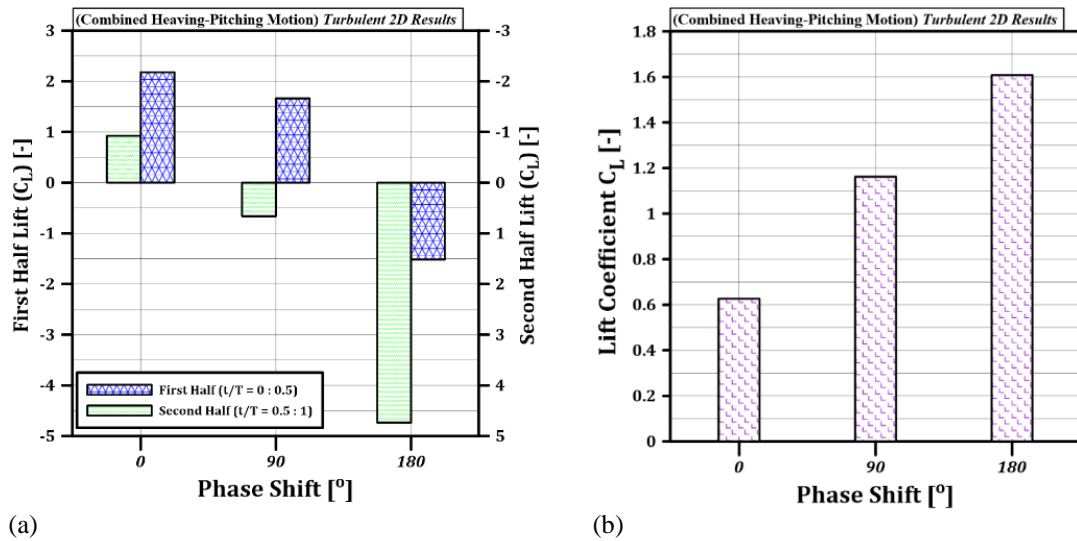 (Combined Heaving-Pitching Motion) Turbulent 2D Results
First Half Lift (C_L) [-]
3
2
1
0
-1
-2
-3
-4
-5
-3
-2
-1
0
1
2
3
4
5
Second Half Lift (C_L) [-]
First Half (t/T = 0 : 0.5)
Second Half (t/T = 0.5 : 1)
0 90 180
Phase Shift [°]
(a)
(Combined Heaving-Pitching Motion) Turbulent 2D Results
Lift Coefficient C_L [-]
1.8
1.6
1.4
1.2
1
0.8
0.6
0.4
0.2
0
0 90 180
Phase Shift [°]
(b)